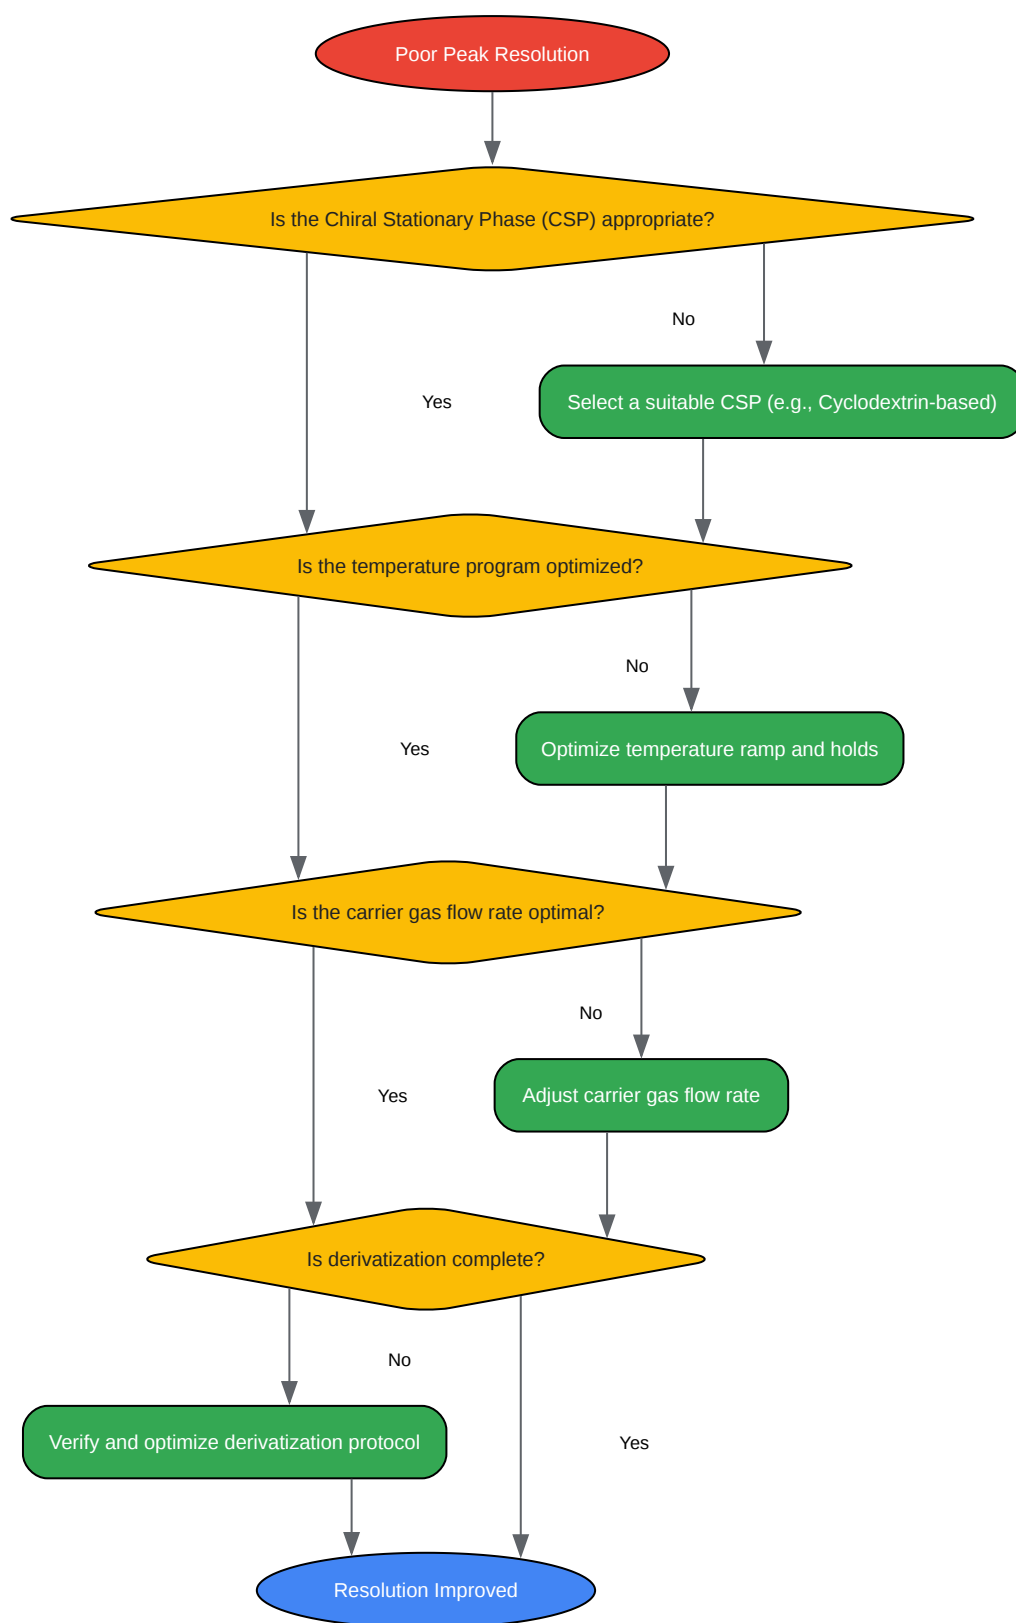 Poor Peak Resolution
Is the Chiral Stationary Phase (CSP) appropriate?
No
Yes
Select a suitable CSP (e.g., Cyclodextrin-based)
Is the temperature program optimized?
No
Yes
Optimize temperature ramp and holds
Is the carrier gas flow rate optimal?
No
Yes
Adjust carrier gas flow rate
Is derivatization complete?
No
Verify and optimize derivatization protocol
Yes
Resolution Improved